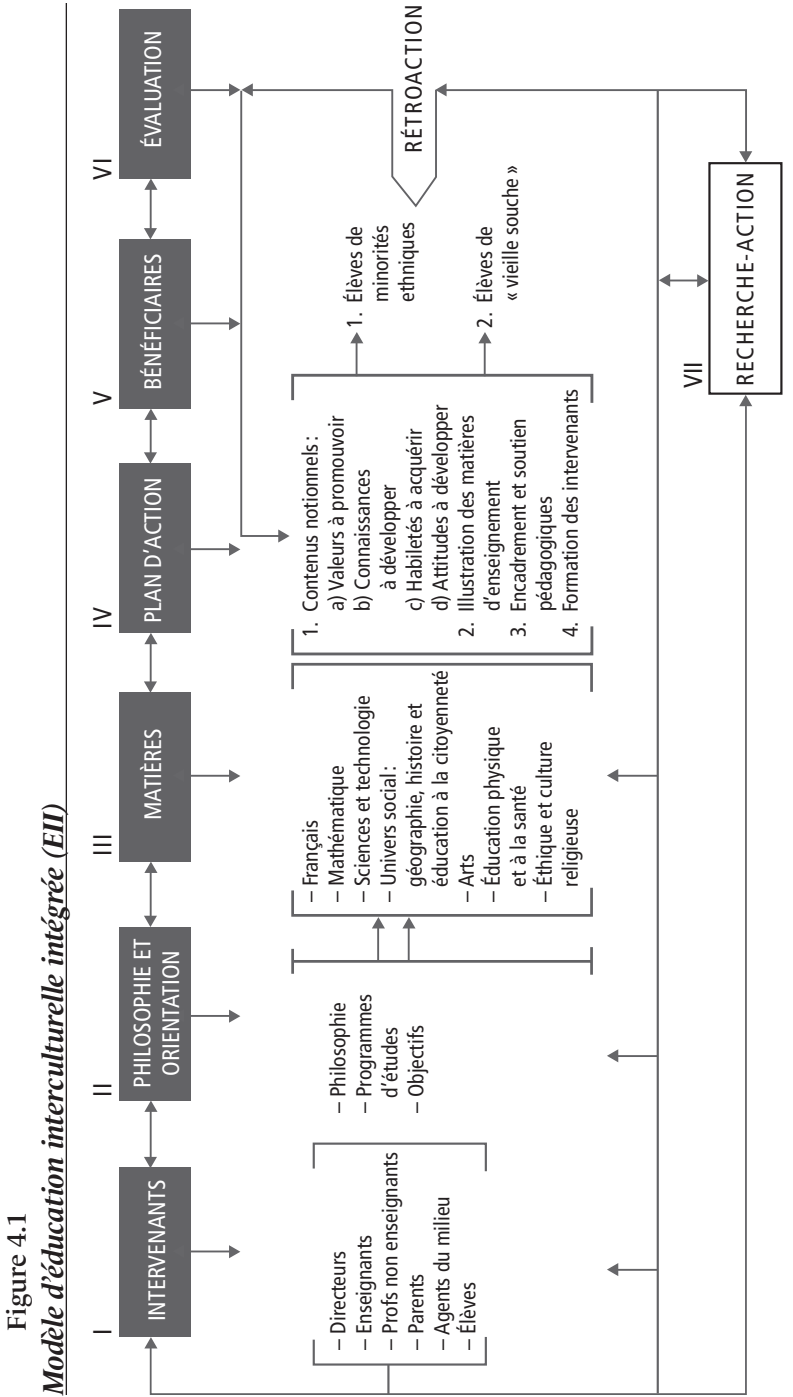 Figure 4.1
Modèle d'éducation interculturelle intégrée (EII)
I
INTERVENANTS
II
PHILOSOPHIE ET
ORIENTATION
III
MATIÈRES
IV
PLAN D'ACTION
V
BÉNÉFICIAIRES
VI
ÉVALUATION
– Directeurs
– Enseignants
– Profs non enseignants
– Parents
– Agents du milieu
– Élèves
– Philosophie
– Programmes
d'études
– Objectifs
– Français
– Mathématique
– Sciences et technologie
– Univers social :
géographie, histoire et
éducation à la citoyenneté
– Arts
– Éducation physique
et à la santé
– Éthique et culture
religieuse
1. Contenus notionnels :
a) Valeurs à promouvoir
b) Connaissances
à développer
c) Habiletés à acquérir
d) Attitudes à développer
2. Illustration des matières
d'enseignement
3. Encadrement et soutien
pédagogiques
4. Formation des intervenants
1. Élèves de
minorités
ethniques
2. Élèves de
« vieille souche »
RÉTROACTION
VII
RECHERCHE-ACTION